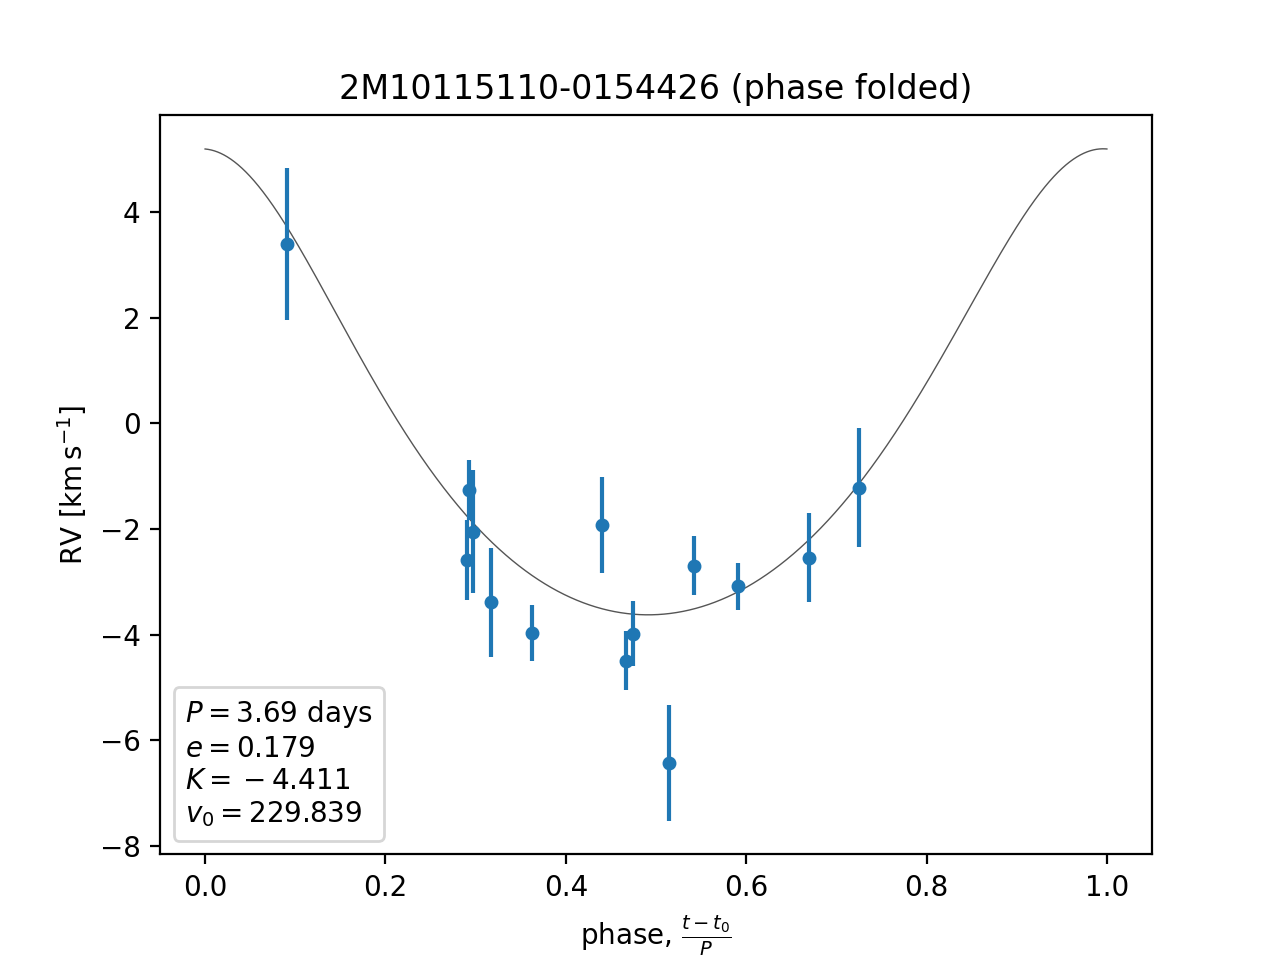 2M10115110-0154426 (phase folded)
RV [km s⁻¹]
4
2
0
−2
−4
−6
−8
P = 3.69 days
e = 0.179
K = −4.411
v₀ = 229.839
0.0 0.2 0.4 0.6 0.8 1.0
phase, (t − t₀)/P